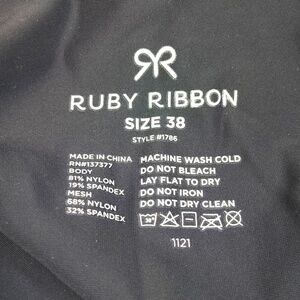 RUBY RIBBON
SIZE 38
STYLE #1786
MADE IN CHINA
RN#137377
BODY
81% NYLON
19% SPANDEX
MESH
68% NYLON
32% SPANDEX
MACHINE WASH COLD
DO NOT BLEACH
LAY FLAT TO DRY
DO NOT IRON
DO NOT DRY CLEAN
1121